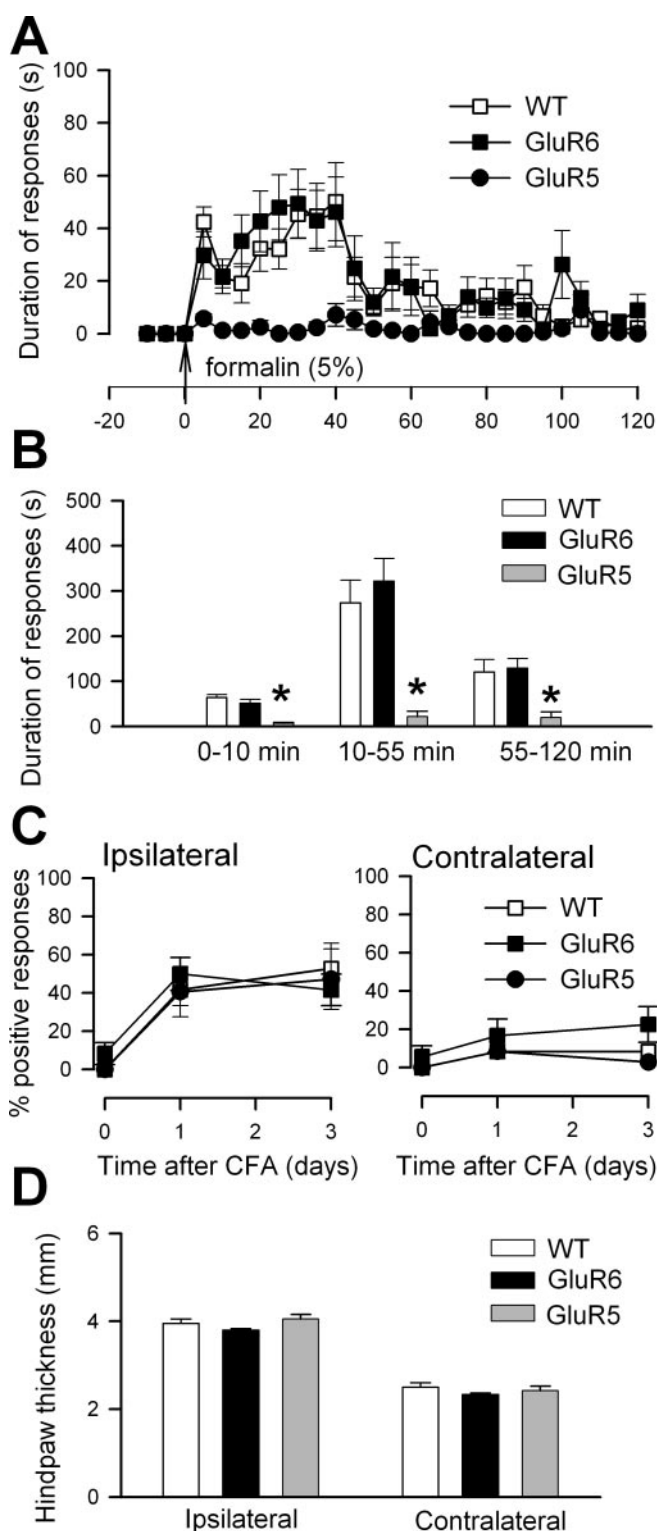 A
Duration of responses (s)
100
80
60
40
20
0
WT
GluR6
GluR5
formalin (5%)
-20 0 20 40 60 80 100 120
B
Duration of responses (s)
500
400
300
200
100
0
WT
GluR6
GluR5
* * *
0-10 min 10-55 min 55-120 min
C
Ipsilateral
% positive responses
100
80
60
40
20
0
0 1 2 3
Time after CFA (days)
Contralateral
100
80
60
40
20
0
WT
GluR6
GluR5
0 1 2 3
Time after CFA (days)
D
Hindpaw thickness (mm)
6
4
2
0
WT
GluR6
GluR5
Ipsilateral Contralateral